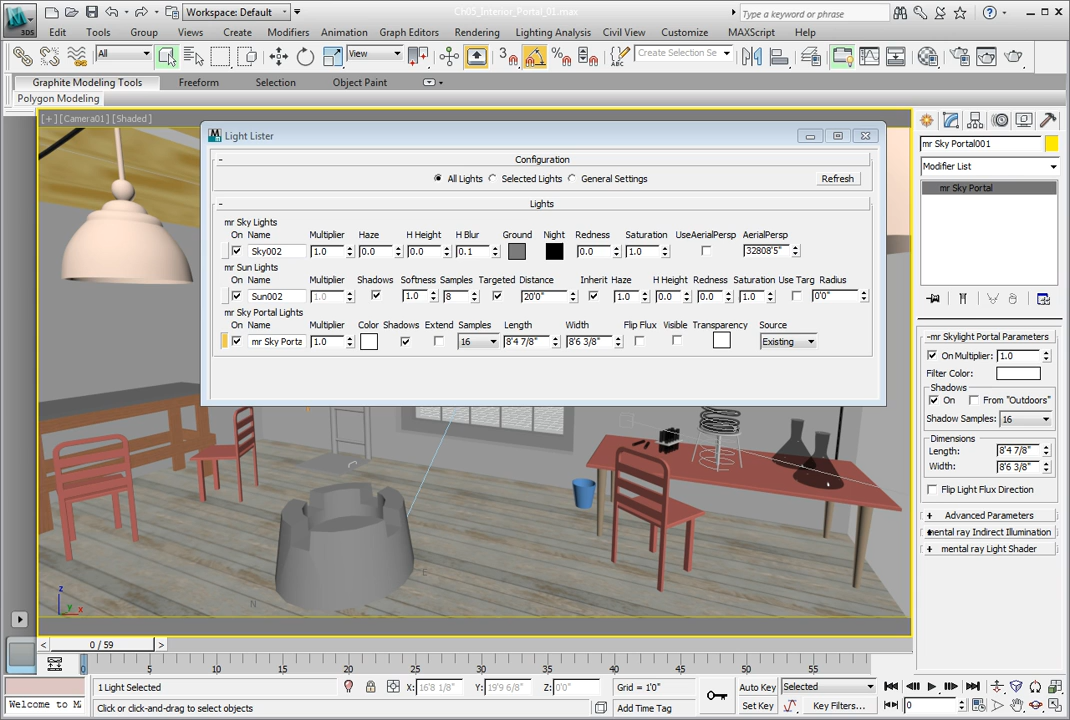 Workspace: Default
Ch05_Interior_Portal_01.max
Type a keyword or phrase
3DS
Edit Tools Group Views Create Modifiers Animation Graph Editors Rendering Lighting Analysis Civil View Customize MAXScript Help
All View 3 Create Selection Se
Graphite Modeling Tools Freeform Selection Object Paint
Polygon Modeling
[+][Camera01][Shaded]
Light Lister
- Configuration
All Lights Selected Lights General Settings Refresh
- Lights
mr Sky Lights
On Name Multiplier Haze H Height H Blur Ground Night Redness Saturation UseAerialPersp AerialPersp
Sky002 1.0 0.0 0.0 0.1 0.0 1.0 32808'5"
mr Sun Lights
On Name Multiplier Shadows Softness Samples Targeted Distance Inherit Haze H Height Redness Saturation Use Targ Radius
Sun002 1.0 1.0 8 20'0" 1.0 0.0 0.0 1.0 0'0"
mr Sky Portal Lights
On Name Multiplier Color Shadows Extend Samples Length Width Flip Flux Visible Transparency Source
mr Sky Porta 1.0 16 8'4 7/8" 8'6 3/8" Existing
mr Sky Portal001
Modifier List
mr Sky Portal
-mr Skylight Portal Parameters
On Multiplier: 1.0
Filter Color:
Shadows
On From "Outdoors"
Shadow Samples: 16
Dimensions
Length: 8'4 7/8"
Width: 8'6 3/8"
Flip Light Flux Direction
+ Advanced Parameters
mental ray Indirect Illumination
+ mental ray Light Shader
N E
z y x
< 0 / 59 >
0 5 10 15 20 25 30 35 40 45 50 55
1 Light Selected X: 16'8 1/8" Y: 19'9 6/8" Z: 0'0" Grid = 1'0" Auto Key Selected
Welcome to M Click or click-and-drag to select objects Add Time Tag Set Key Key Filters... 0